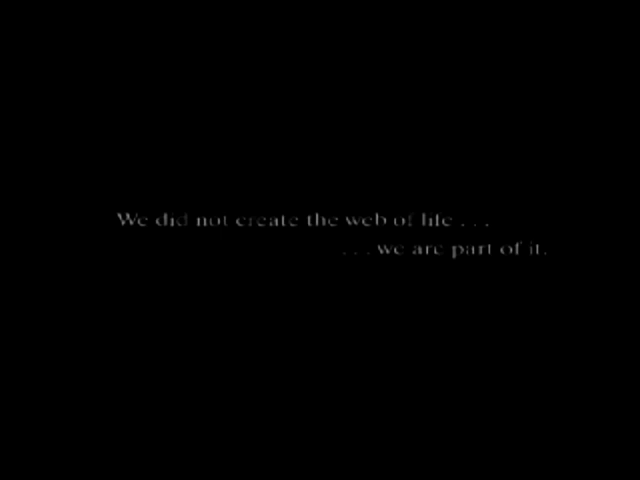 We did not create the web of life . . .
. . . we are part of it.